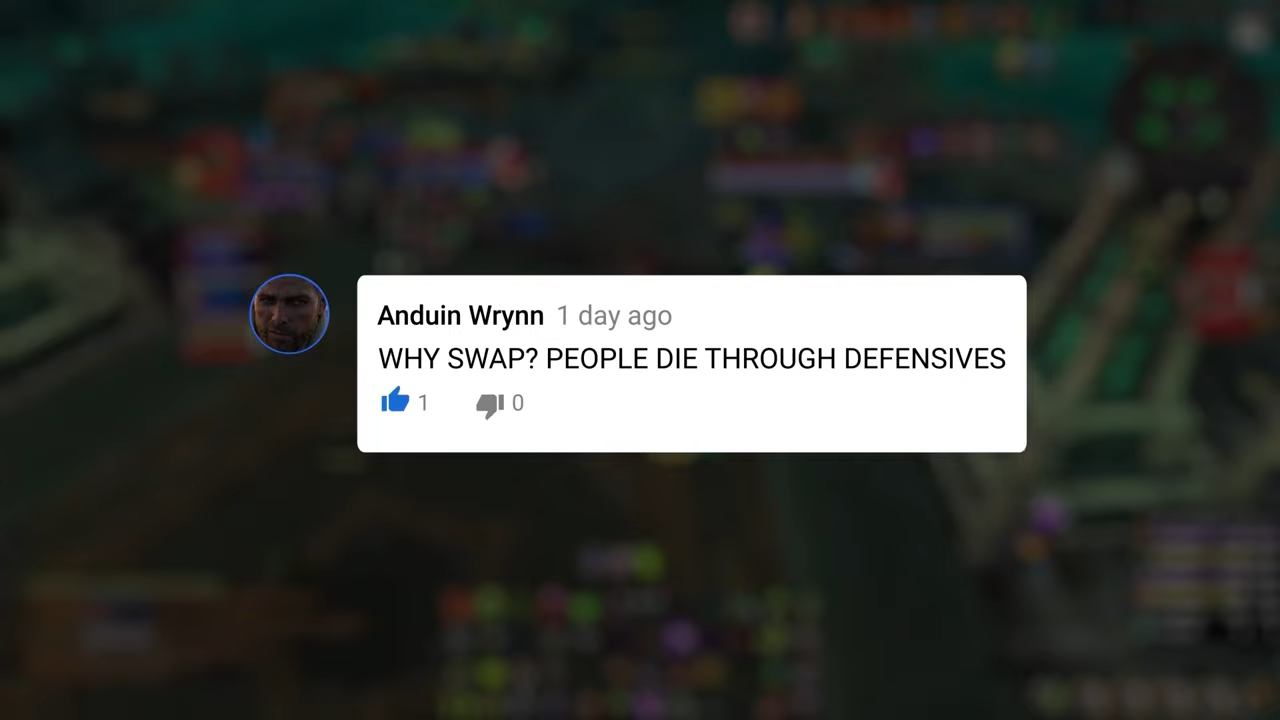 Anduin Wrynn 1 day ago
WHY SWAP? PEOPLE DIE THROUGH DEFENSIVES
1 0